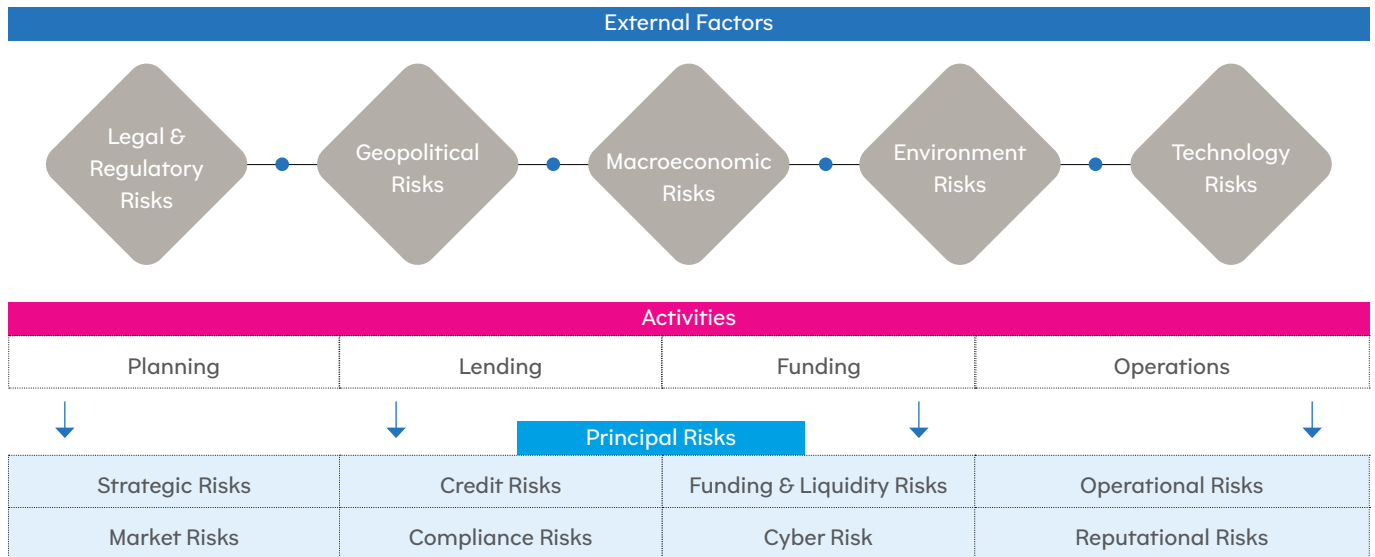 External Factors
Legal &
Regulatory
Risks
Geopolitical
Risks
Macroeconomic
Risks
Environment
Risks
Technology
Risks
Activities
Planning
Lending
Funding
Operations
Principal Risks
Strategic Risks
Credit Risks
Funding & Liquidity Risks
Operational Risks
Market Risks
Compliance Risks
Cyber Risk
Reputational Risks